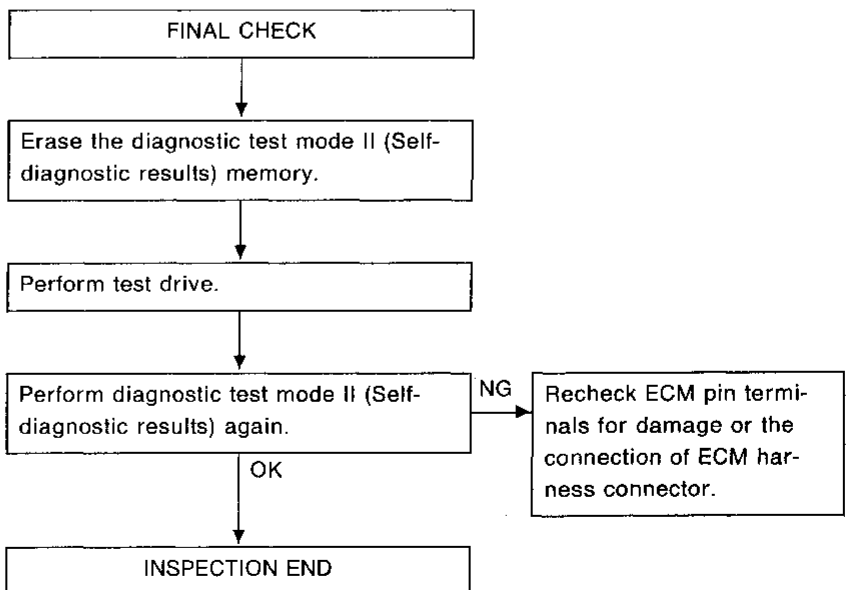 FINAL CHECK
Erase the diagnostic test mode II (Self-
diagnostic results) memory.
Perform test drive.
Perform diagnostic test mode II (Self-
diagnostic results) again.
NG
Recheck ECM pin termi-
nals for damage or the
connection of ECM har-
ness connector.
OK
INSPECTION END